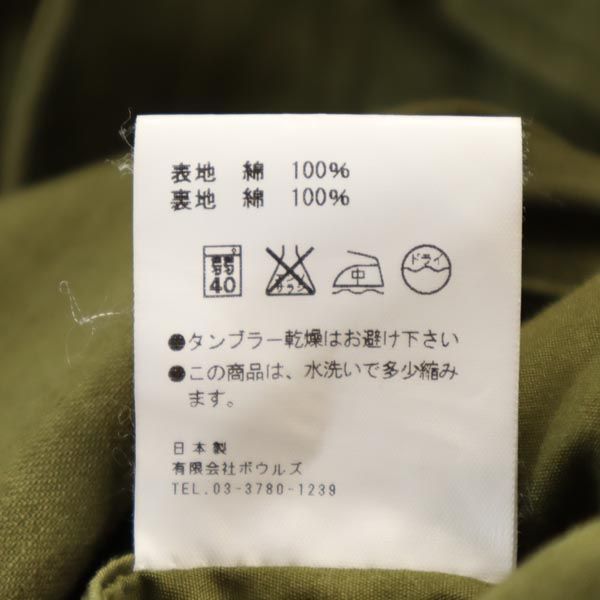 表地 綿 100%
裏地 綿 100%
弱 40 エンソサラシ 中 ドライ
●タンブラー乾燥はお避け下さい
●この商品は、水洗いで多少縮み
ます。
日本製
有限会社ボウルズ
TEL.03-3780-1239